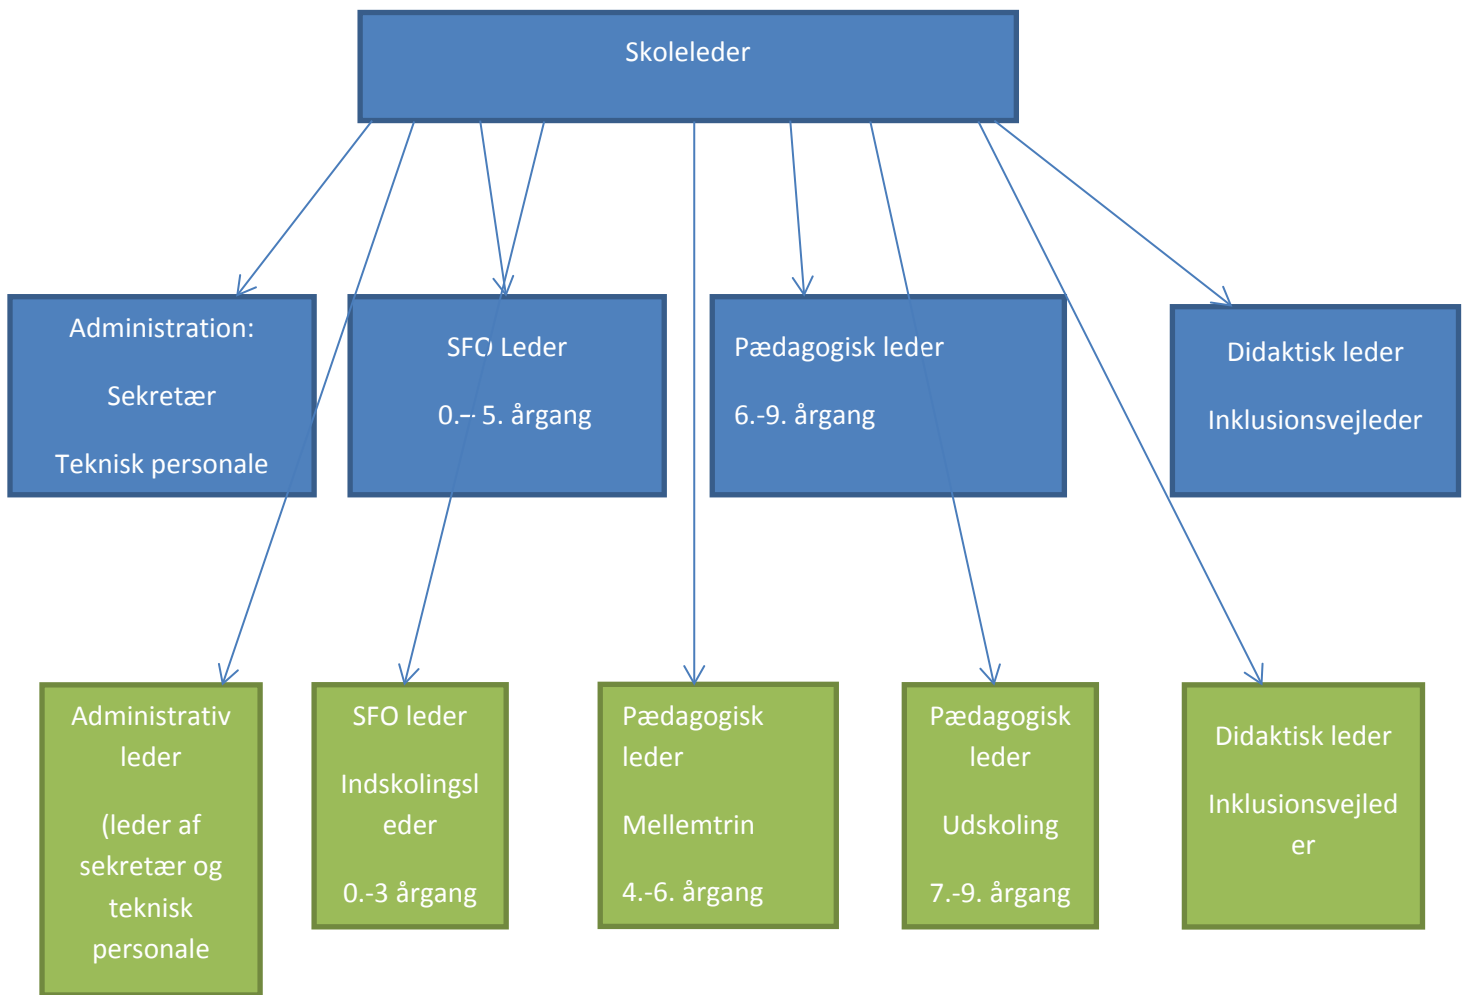 Skoleleder
Administration:
Sekretær
Teknisk personale
SFO Leder
0.– 5. årgang
Pædagogisk leder
6.-9. årgang
Didaktisk leder
Inklusionsvejleder
Administrativ
leder
(leder af
sekretær og
teknisk
personale
SFO leder
Indskolingsl
eder
0.-3 årgang
Pædagogisk
leder
Mellemtrin
4.-6. årgang
Pædagogisk
leder
Udskoling
7.-9. årgang
Didaktisk leder
Inklusionsvejled
er